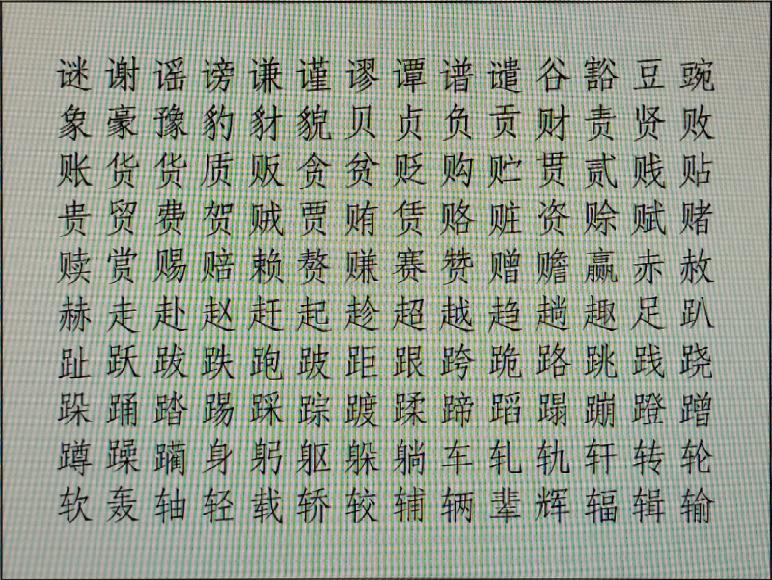 谜谢谣谤谦谨谬谭谱谴谷豁豆豌
象豪豫豹豺貌贝贞负贡财责贤败
账货货质贩贪贫贬购贮贯贰贱贴
贵贸费贺贼贾贿赁赂赃资赊赋赌
赎赏赐赔赖赘赚赛赞赠赡赢赤赦
赫走赴赵赶起趁超越趋趟趣足趴
趾跃跋跌跑跛距跟跨跪路跳践跷
跺踊踏踢踩踪踱蹂蹄蹈蹋蹦蹬蹭
蹲躁躏身躬躯躲躺车轧轨轩转轮
软轰轴轻载轿较辅辆辈辉辐辑输